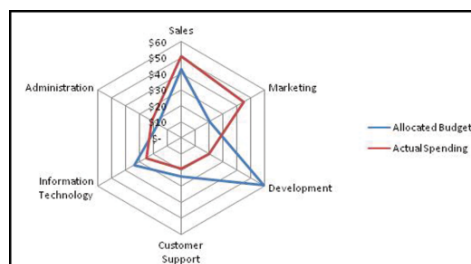 Sales
$60
$50
$40
$30
$20
$10
$-
Administration
Marketing
Allocated Budget
Actual Spending
Information
Technology
Development
Customer
Support